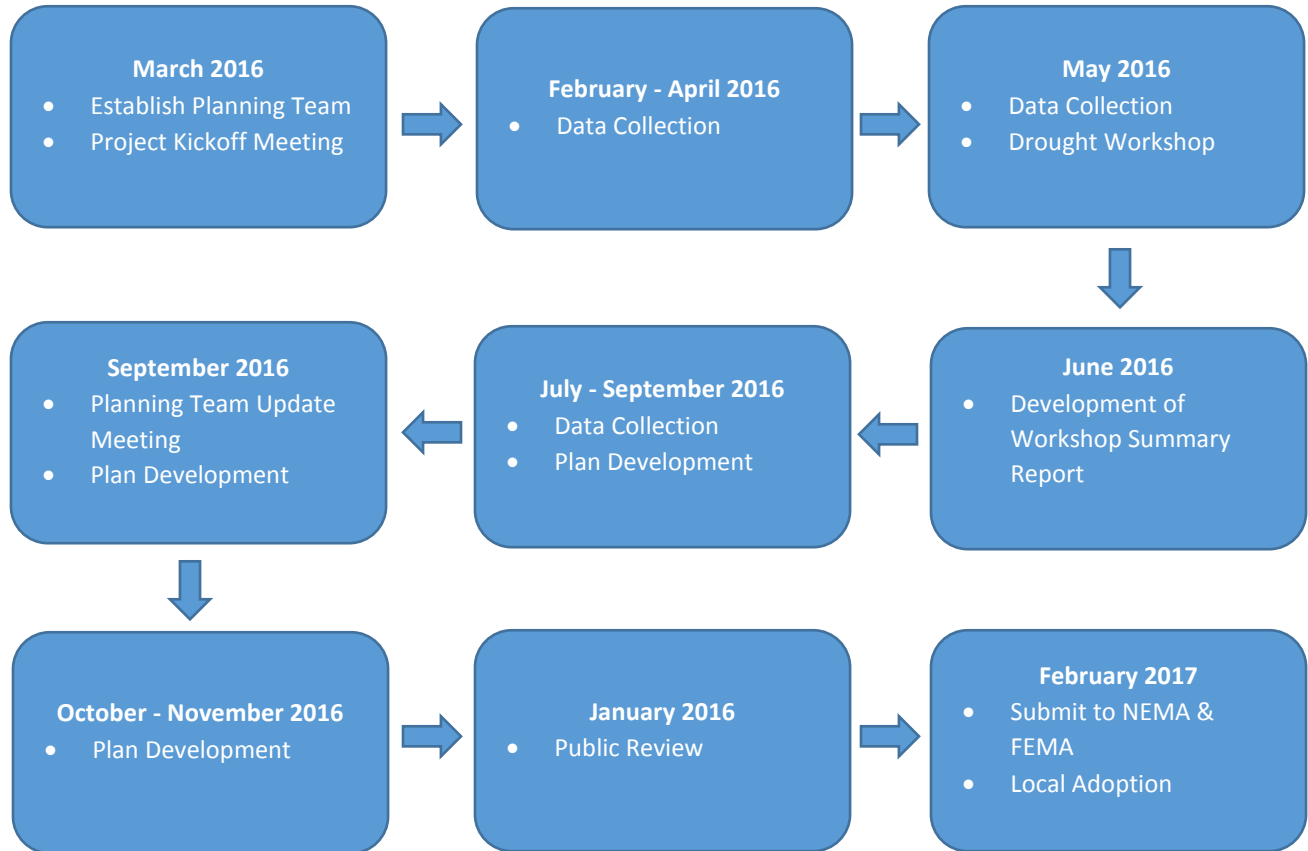 March 2016
• Establish Planning Team
• Project Kickoff Meeting
February - April 2016
• Data Collection
May 2016
• Data Collection
• Drought Workshop
June 2016
• Development of
Workshop Summary
Report
July - September 2016
• Data Collection
• Plan Development
September 2016
• Planning Team Update
Meeting
• Plan Development
October - November 2016
• Plan Development
January 2016
• Public Review
February 2017
• Submit to NEMA &
FEMA
• Local Adoption